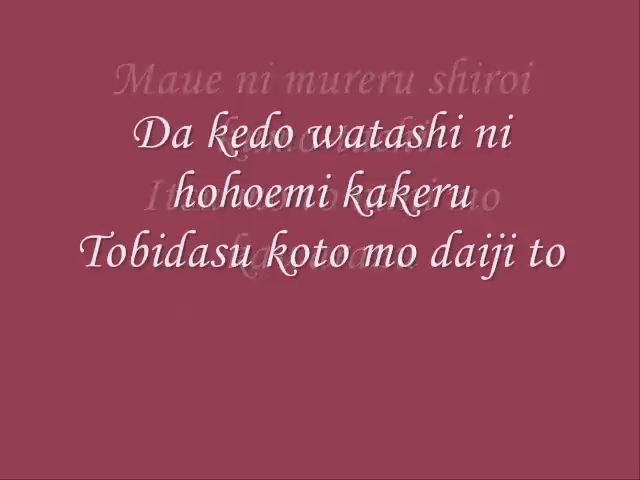 Maue ni mureru shiroi
Da kedo watashi ni
hohoemi kakeru
Tobidasu koto mo daiji to